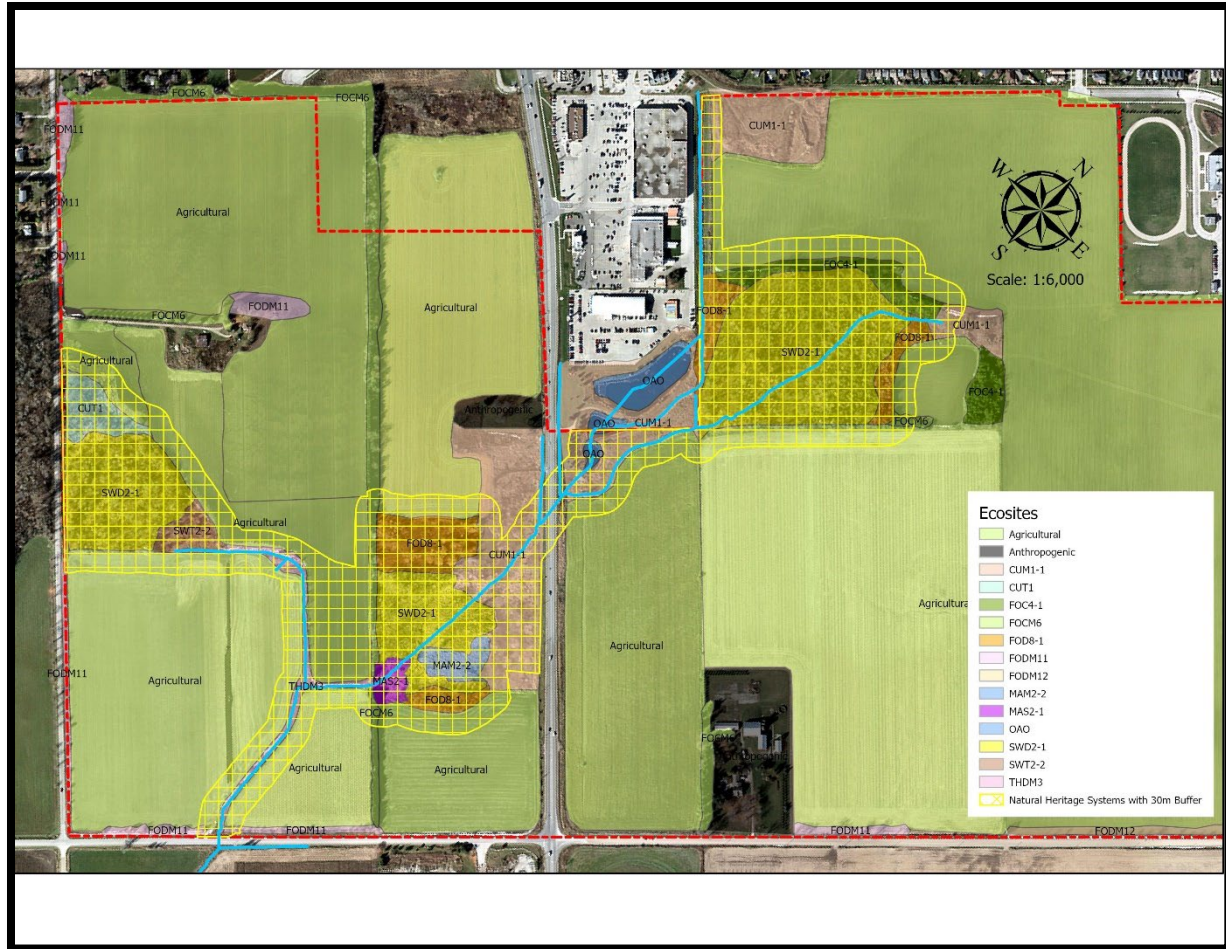 FOCM6
FOCM6
FODM11
CUM1-1
W
N
S
E
Scale: 1:6,000
FODM11
Agricultural
FODM11
FOC4-1
FODM11
Agricultural
FOCM6
FOD8-1
CUM1-1
FOD8-1
SWD2-1
Agricultural
OAO
FOC4-1
CUT1
Anthropogenic
OAO
CUM1-1
FOCM6
OAO
SWD2-1
Agricultural
SWT2-2
FOD8-1
CUM1-1
SWD2-1
Agricultural
Agricultural
MAM2-2
FODM11
Agricultural
THDM3
MAS2-1
FOD8-1
FOCM6
FOCM6
Anthropogenic
Agricultural
Agricultural
FODM11
FODM11
FODM11
FODM12
Ecosites
Agricultural
Anthropogenic
CUM1-1
CUT1
FOC4-1
FOCM6
FOD8-1
FODM11
FODM12
MAM2-2
MAS2-1
OAO
SWD2-1
SWT2-2
THDM3
Natural Heritage Systems with 30m Buffer